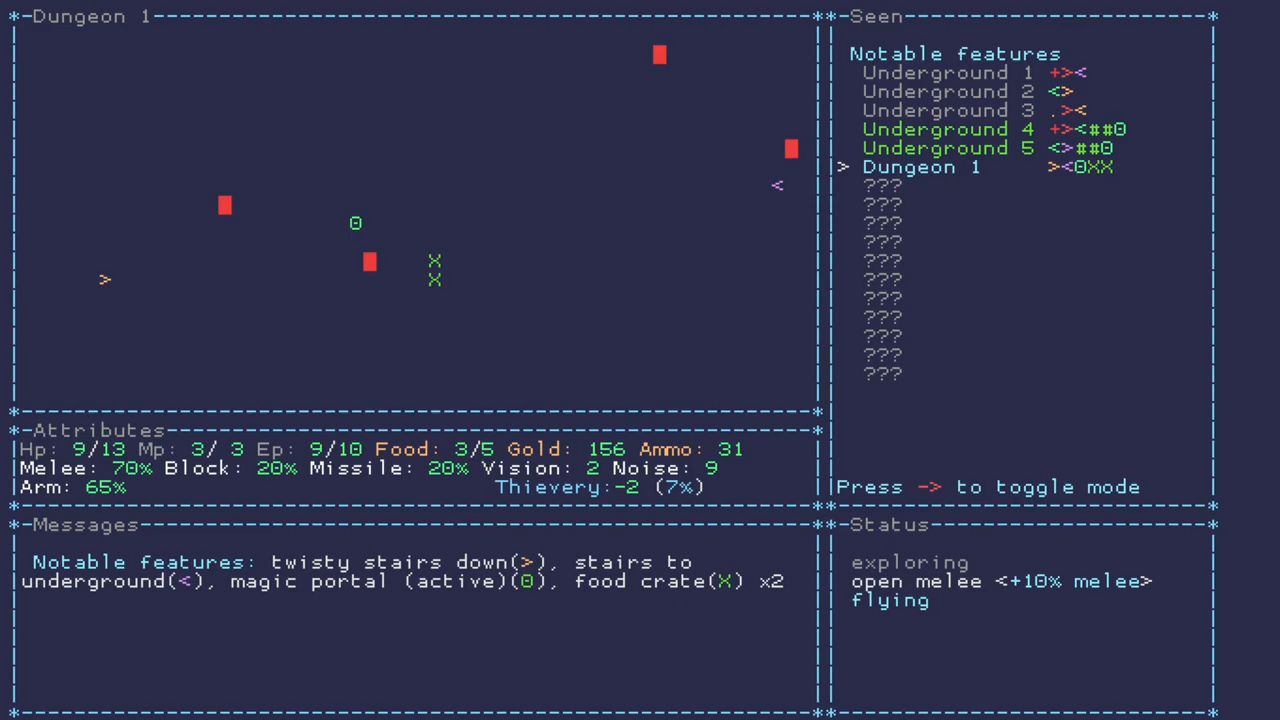 Dungeon 1
<
0
X
>
X
Attributes
Hp: 9/13 Mp: 3/ 3 Ep: 9/10 Food: 3/5 Gold: 156 Ammo: 31
Melee: 70% Block: 20% Missile: 20% Vision: 2 Noise: 9
Arm: 65% Thievery:-2 (7%)
Messages
Notable features: twisty stairs down(>), stairs to
underground(<), magic portal (active)(0), food crate(X) x2
Seen
Notable features
Underground 1 +><
Underground 2 <>
Underground 3 .><
Underground 4 +><##0
Underground 5 <>##0
> Dungeon 1 ><0XX
???
???
???
???
???
???
???
???
???
???
???
Press -> to toggle mode
Status
exploring
open melee <+10% melee>
flying